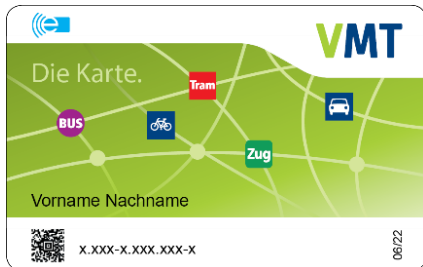 e
VMT
Die Karte.
Tram
BUS
Zug
Vorname Nachname
x.xxx-x.xxx.xxx-x
06/22